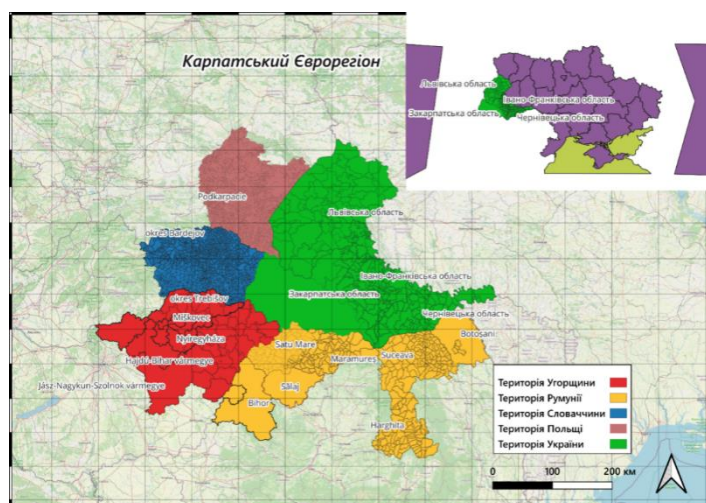 Карпатський Єврорегіон
Львівська область
Івано-Франківська область
Закарпатська область
Чернівецька область
Podkarpacie
Львівська область
okres Bardejov
Івано-Франківська область
okres Trebišov
Закарпатська область
Miškovec
Чернівецька область
Nyíregyháza
Botoșani
Satu Mare
Suceava
Hajdú-Bihar vármegye
Maramureș
Jász-Nagykun-Szolnok vármegye
Sălaj
Bihor
Harghita
Територія Угорщини
Територія Румунії
Територія Словаччини
Територія Польщі
Територія України
0 100 200 км